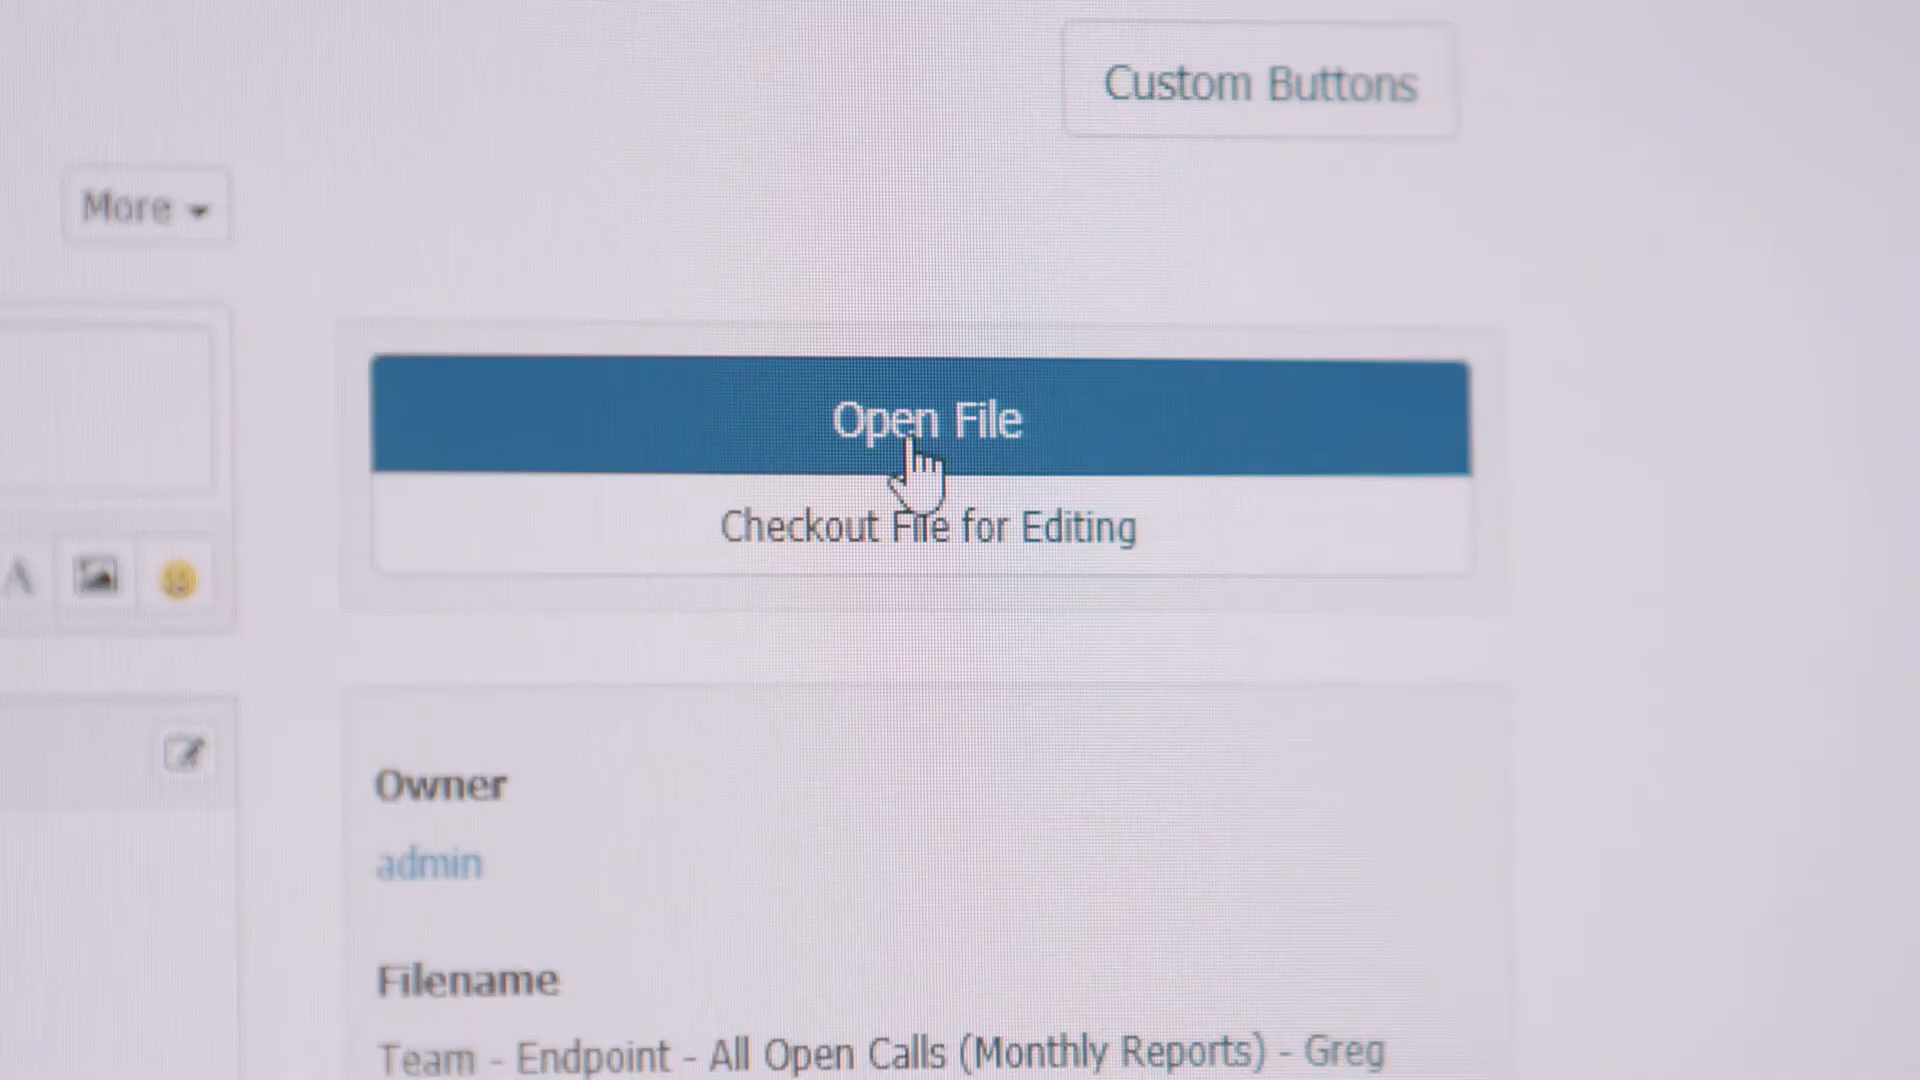 Custom Buttons
More
Open File
Checkout File for Editing
A
Owner
admin
Filename
Team - Endpoint - All Open Calls (Monthly Reports) - Greg